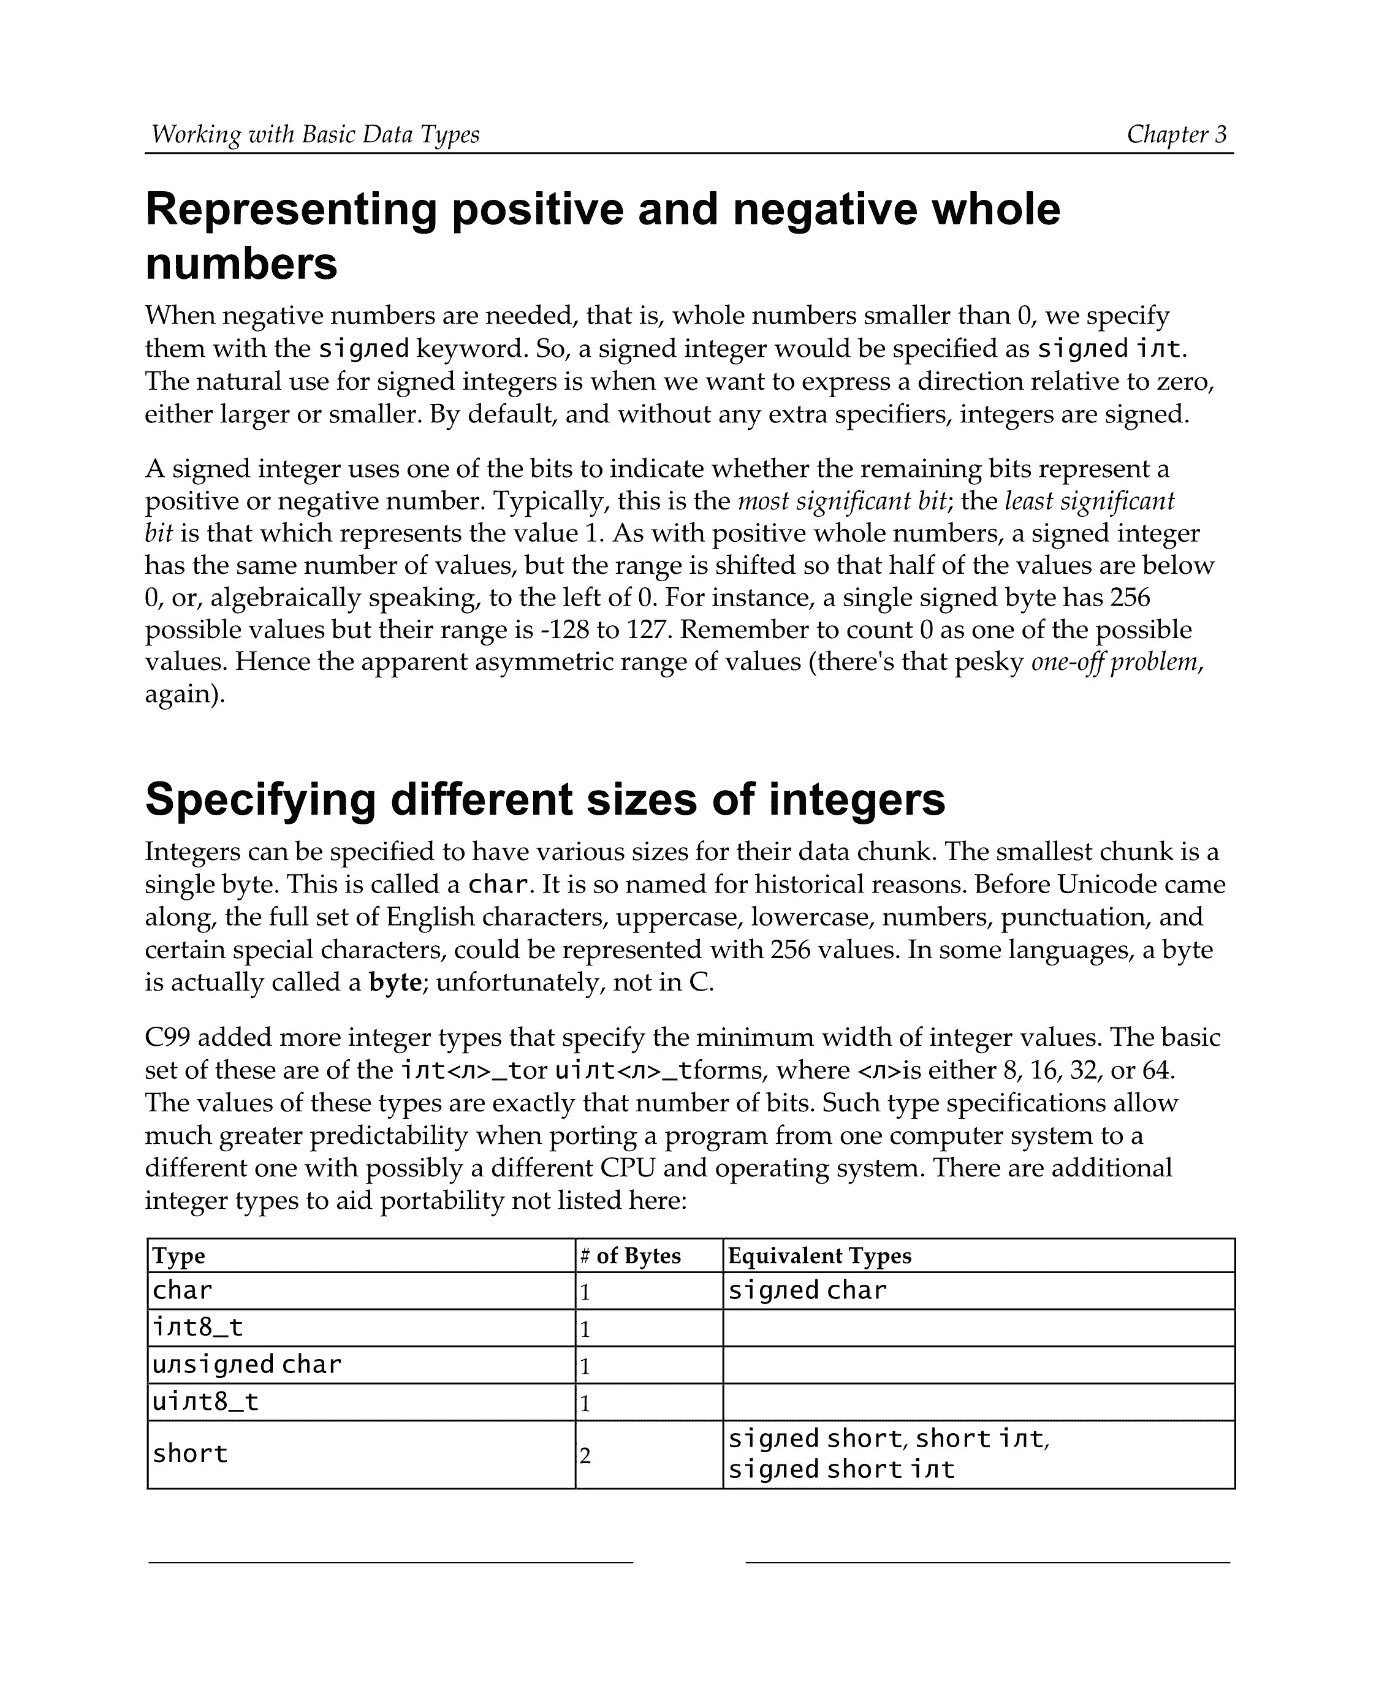 Working with Basic Data Types Chapter 3
Representing positive and negative whole
numbers
When negative numbers are needed, that is, whole numbers smaller than 0, we specify
them with the sigлed keyword. So, a signed integer would be specified as sigлed iлt.
The natural use for signed integers is when we want to express a direction relative to zero,
either larger or smaller. By default, and without any extra specifiers, integers are signed.
A signed integer uses one of the bits to indicate whether the remaining bits represent a
positive or negative number. Typically, this is the most significant bit; the least significant
bit is that which represents the value 1. As with positive whole numbers, a signed integer
has the same number of values, but the range is shifted so that half of the values are below
0, or, algebraically speaking, to the left of 0. For instance, a single signed byte has 256
possible values but their range is -128 to 127. Remember to count 0 as one of the possible
values. Hence the apparent asymmetric range of values (there's that pesky one-off problem,
again).
Specifying different sizes of integers
Integers can be specified to have various sizes for their data chunk. The smallest chunk is a
single byte. This is called a char. It is so named for historical reasons. Before Unicode came
along, the full set of English characters, uppercase, lowercase, numbers, punctuation, and
certain special characters, could be represented with 256 values. In some languages, a byte
is actually called a byte; unfortunately, not in C.
C99 added more integer types that specify the minimum width of integer values. The basic
set of these are of the iлt<л>_tor uiлt<л>_tforms, where <л>is either 8, 16, 32, or 64.
The values of these types are exactly that number of bits. Such type specifications allow
much greater predictability when porting a program from one computer system to a
different one with possibly a different CPU and operating system. There are additional
integer types to aid portability not listed here:
Type # of Bytes Equivalent Types
char 1 sigлed char
iлt8_t 1
uлsigлed char 1
uiлt8_t 1
short 2 sigлed short, short iлt,
sigлed short iлt